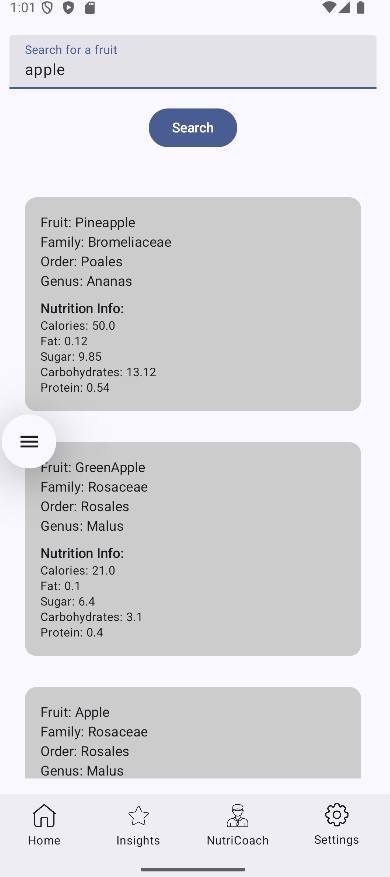 1:01
Search for a fruit
apple
Search
Fruit: Pineapple
Family: Bromeliaceae
Order: Poales
Genus: Ananas
Nutrition Info:
Calories: 50.0
Fat: 0.12
Sugar: 9.85
Carbohydrates: 13.12
Protein: 0.54
Fruit: GreenApple
Family: Rosaceae
Order: Rosales
Genus: Malus
Nutrition Info:
Calories: 21.0
Fat: 0.1
Sugar: 6.4
Carbohydrates: 3.1
Protein: 0.4
Fruit: Apple
Family: Rosaceae
Order: Rosales
Genus: Malus
Home
Insights
NutriCoach
Settings